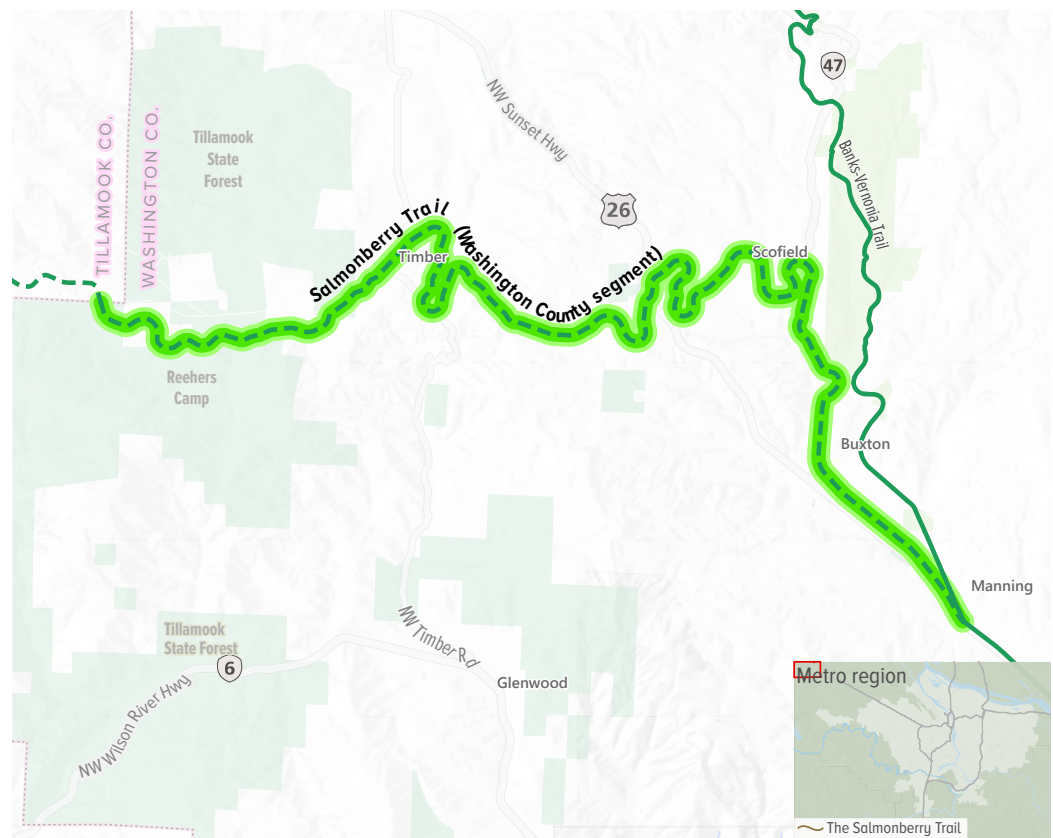 47
NW Sunset Hwy
TILLAMOOK CO.
WASHINGTON CO.
Tillamook
State
Forest
Banks-Vernonia Trail
26
Salmonberry Trail (Washington County segment)
Timber
Scofield
Reehers
Camp
Buxton
Manning
NW Timber Rd
Tillamook
State Forest
6
Glenwood
NW Wilson River Hwy
Metro region
The Salmonberry Trail